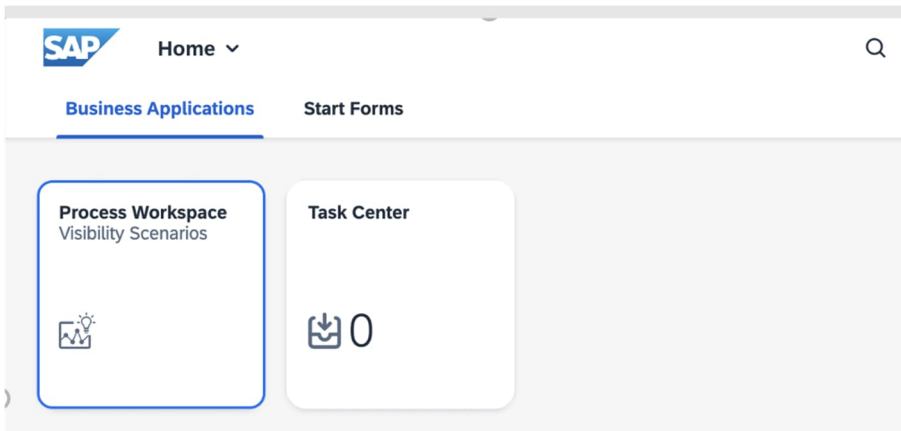 SAP
Home
Business Applications
Start Forms
Process Workspace
Visibility Scenarios
Task Center
0